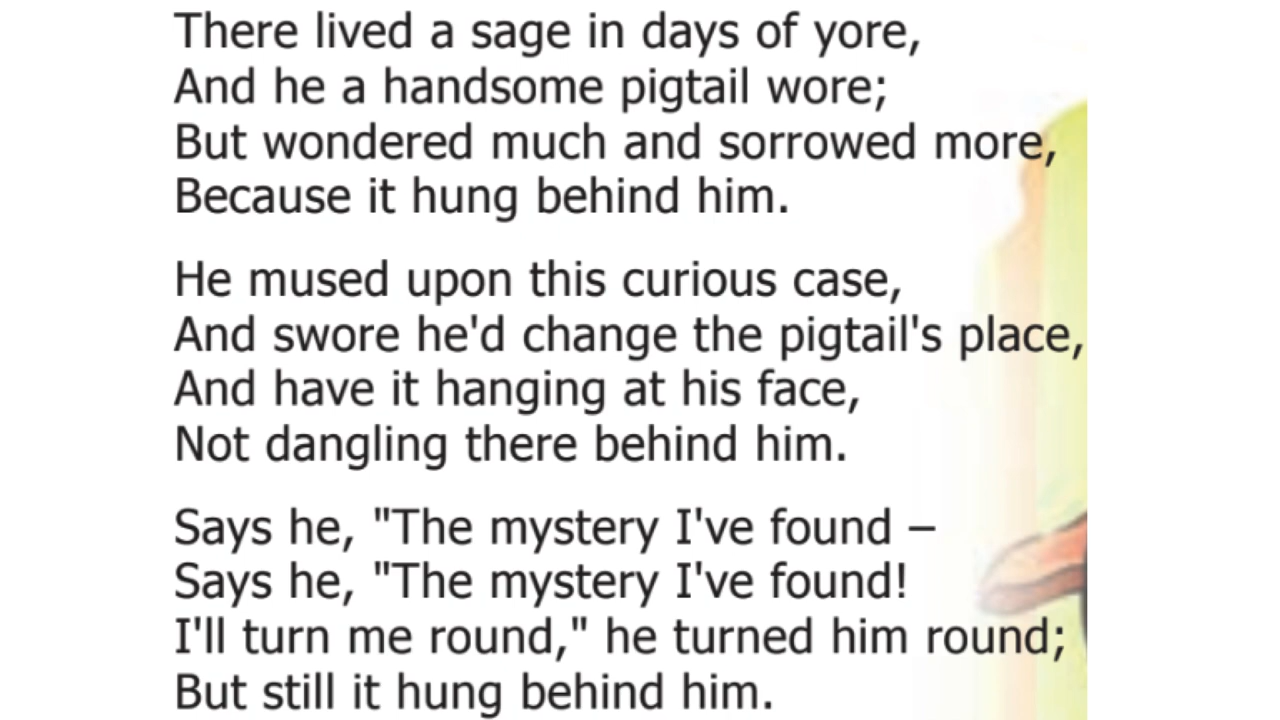 There lived a sage in days of yore,
And he a handsome pigtail wore;
But wondered much and sorrowed more,
Because it hung behind him.
He mused upon this curious case,
And swore he'd change the pigtail's place,
And have it hanging at his face,
Not dangling there behind him.
Says he, "The mystery I've found –
Says he, "The mystery I've found!
I'll turn me round," he turned him round;
But still it hung behind him.